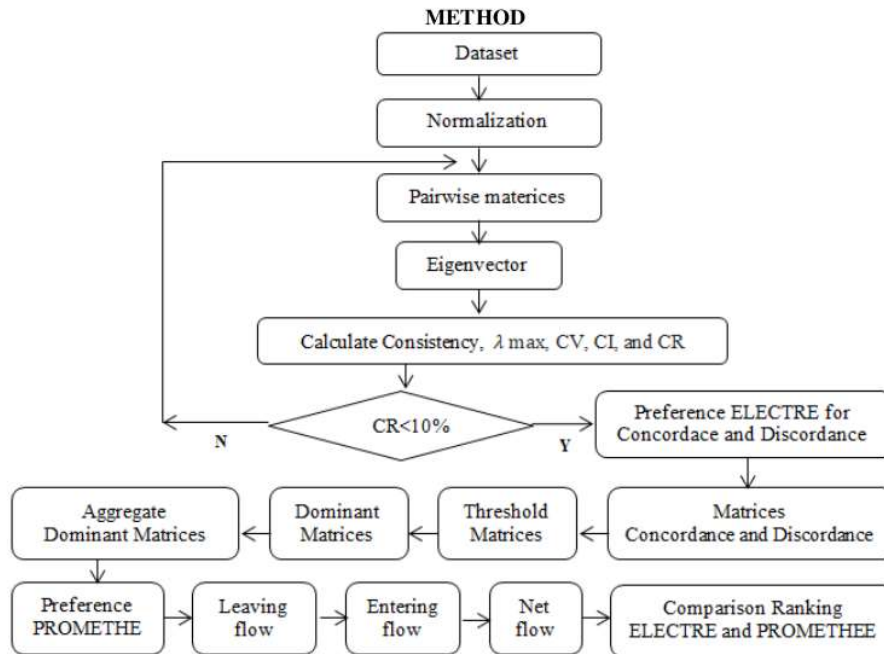 METHOD
Dataset
Normalization
Pairwise materices
Eigenvector
Calculate Consistency, λ max, CV, CI, and CR
CR<10%
N
Y
Preference ELECTRE for
Concordace and Discordance
Matrices
Concordance and Discordance
Threshold
Matrices
Dominant
Matrices
Aggregate
Dominant Matrices
Preference
PROMETHE
Leaving
flow
Entering
flow
Net
flow
Comparison Ranking
ELECTRE and PROMETHEE